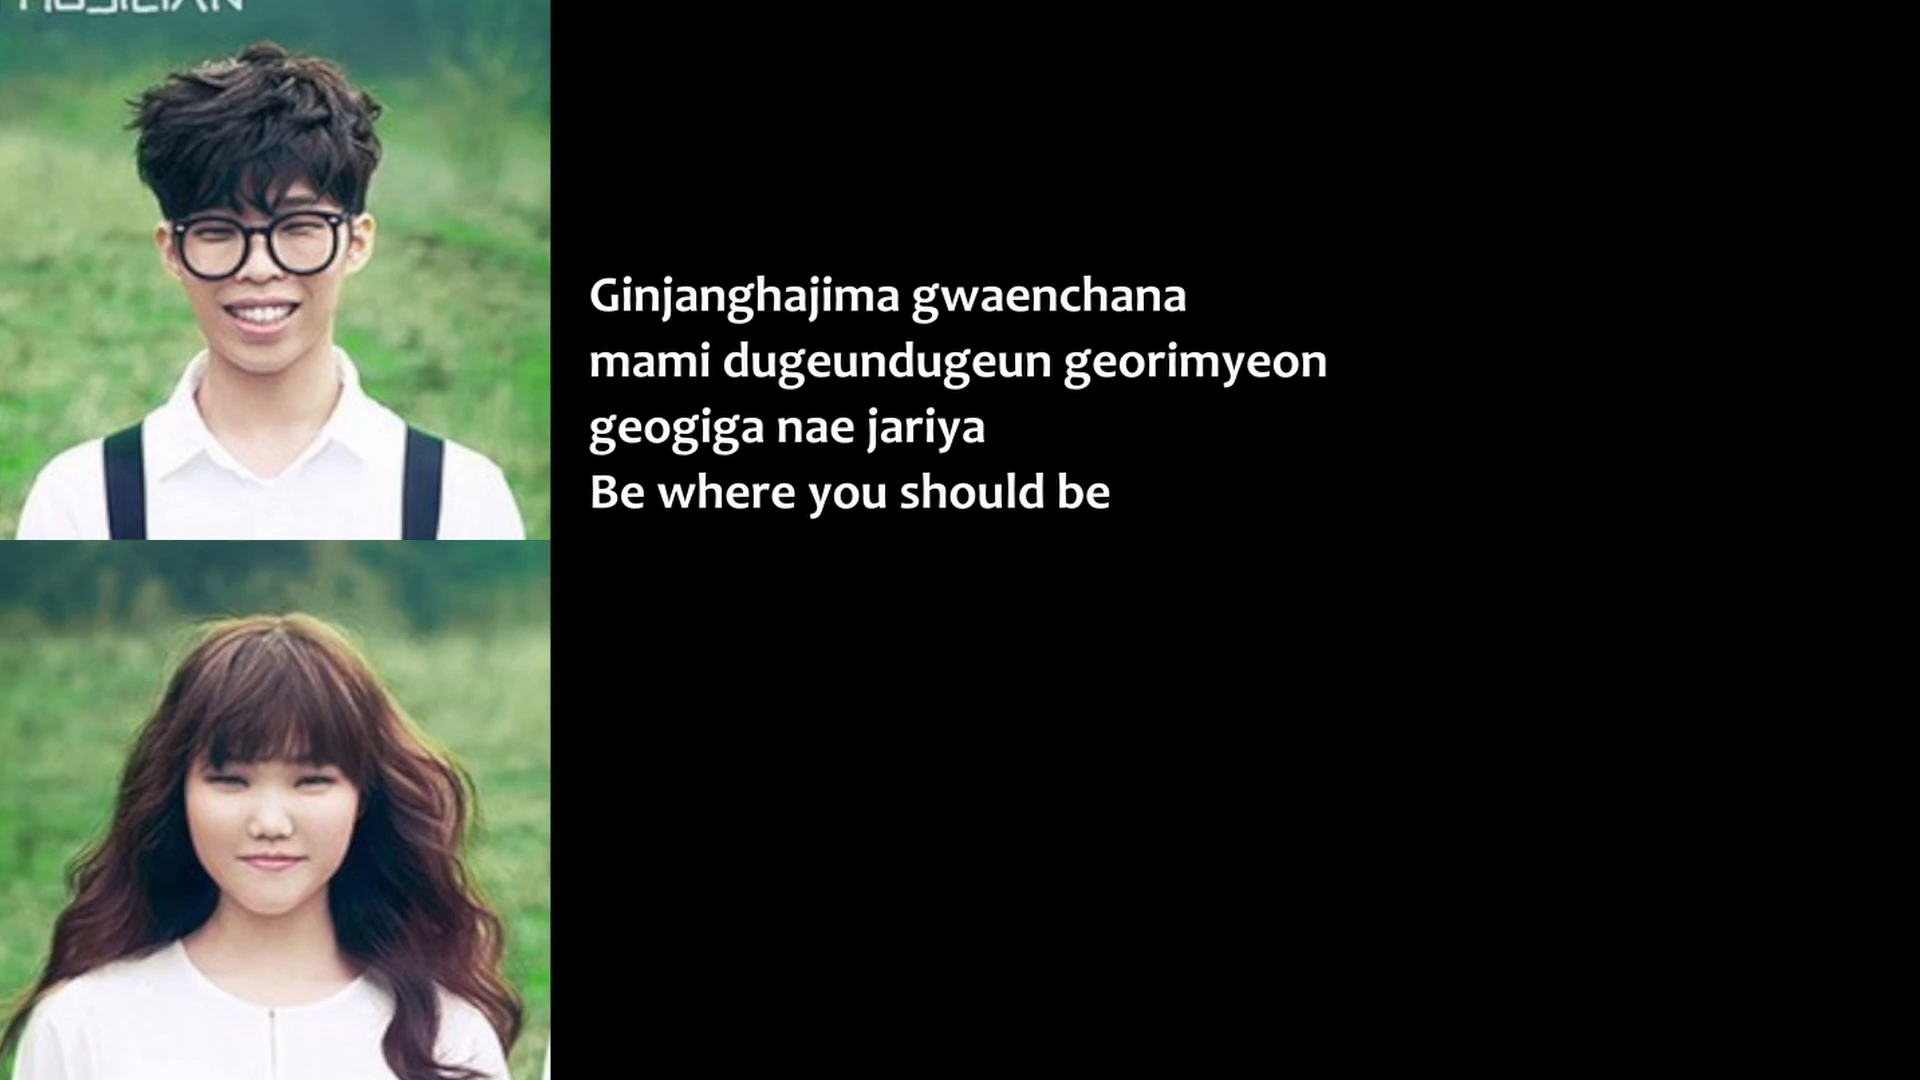 Ginjanghajima gwaenchana
mami dugeundugeun georimyeon
geogiga nae jariya
Be where you should be